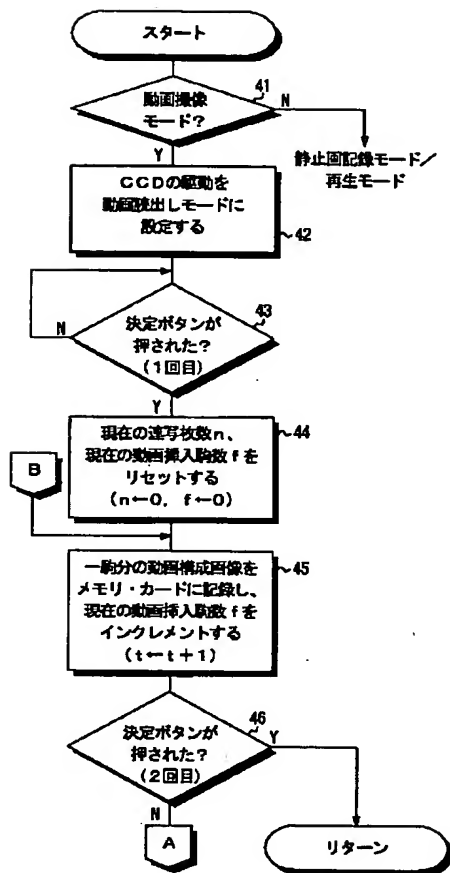 スタート
41
動画撮像
モード？
N
静止画記録モード／
再生モード
Y
CCDの駆動を
動画読出しモードに
設定する
42
43
決定ボタンが
押された？
（1回目）
N
Y
現在の連写枚数n、
現在の動画挿入駒数fを
リセットする
（n←0，f←0）
44
B
一駒分の動画構成画像を
メモリ・カードに記録し、
現在の動画挿入駒数fを
インクレメントする
（t←t＋1）
45
46
決定ボタンが
押された？
（2回目）
Y
N
A
リターン